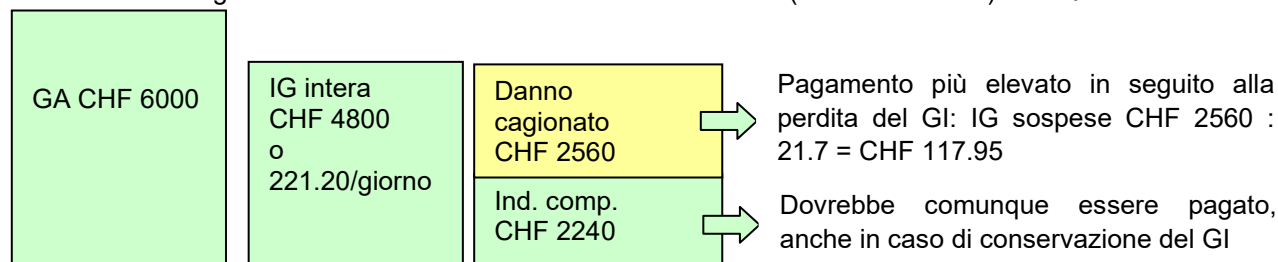 GA CHF 6000
IG intera
CHF 4800
o
221.20/giorno
Danno
cagionato
CHF 2560
Pagamento più elevato in seguito alla
perdita del GI: IG sospese CHF 2560 :
21.7 = CHF 117.95
Ind. comp.
CHF 2240
Dovrebbe comunque essere pagato,
anche in caso di conservazione del GI